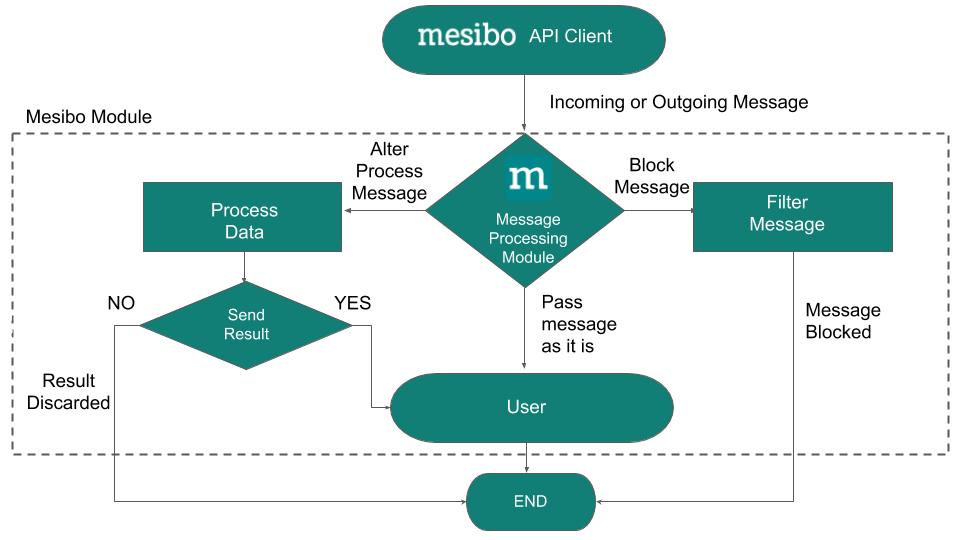 mesibo API Client
Incoming or Outgoing Message
Mesibo Module
Alter
Process
Message
Block
Message
m
Message
Processing
Module
Process
Data
Filter
Message
NO
YES
Send
Result
Pass
message
as it is
Message
Blocked
Result
Discarded
User
END